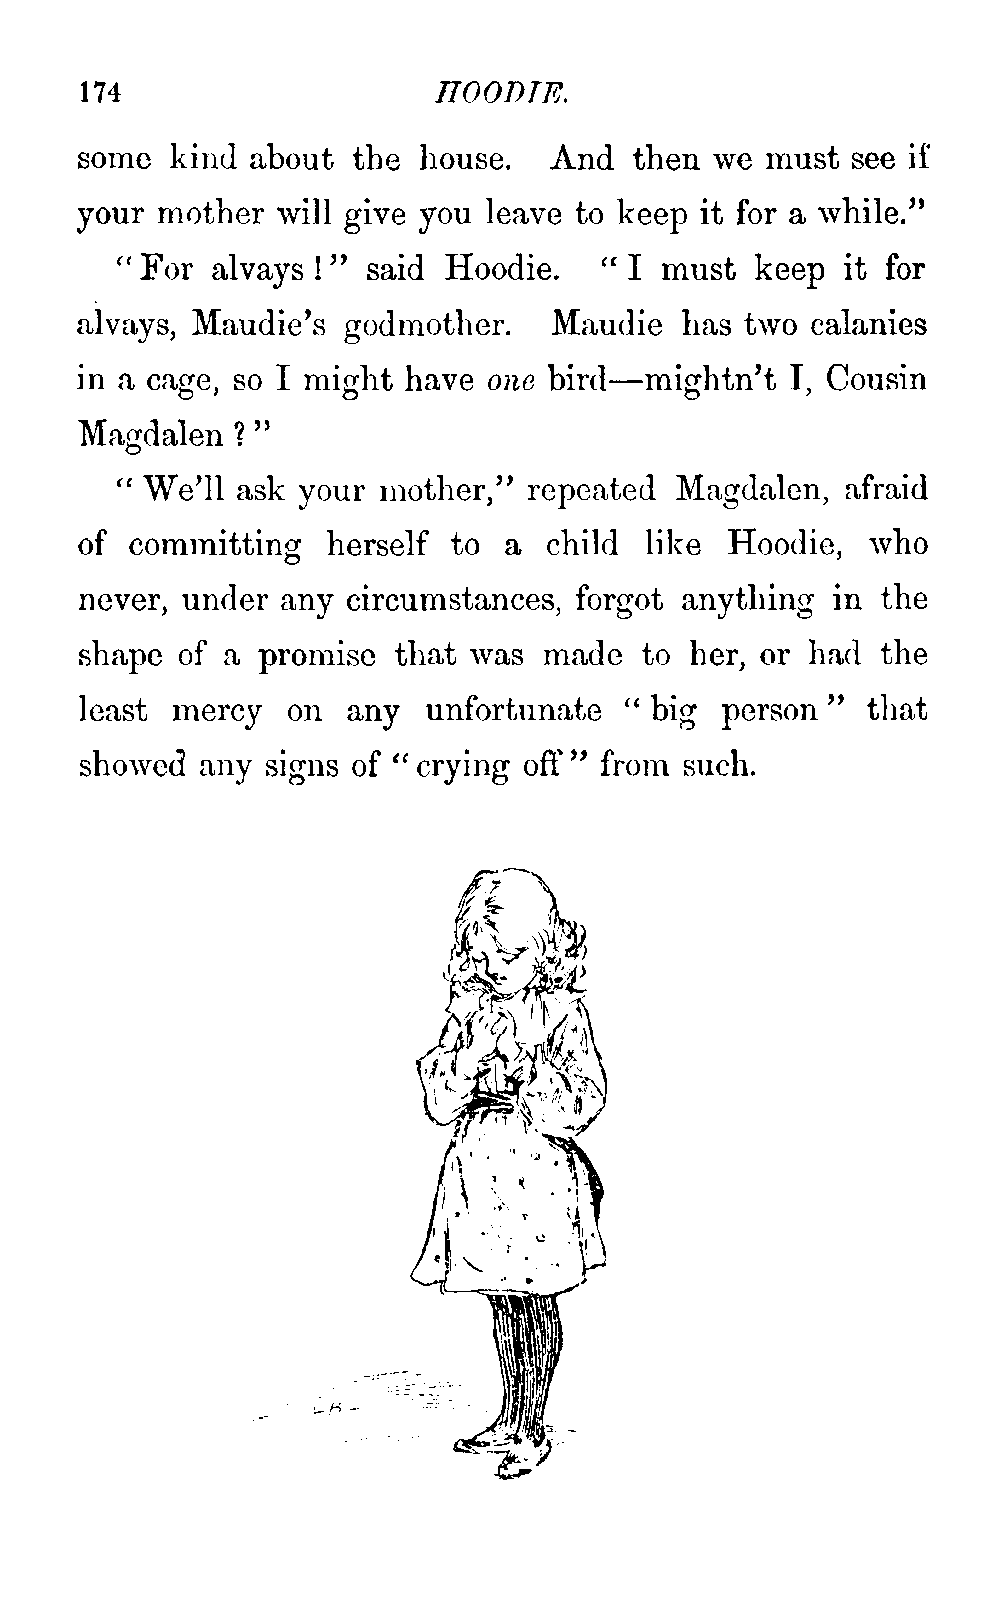 174 HOODIE.
some kind about the house. And then we must see if
your mother will give you leave to keep it for a while.”
“For alvays!” said Hoodie. “I must keep it for
alvays, Maudie’s godmother. Maudie has two calanies
in a cage, so I might have one bird—mightn’t I, Cousin
Magdalen?”
“We’ll ask your mother,” repeated Magdalen, afraid
of committing herself to a child like Hoodie, who
never, under any circumstances, forgot anything in the
shape of a promise that was made to her, or had the
least mercy on any unfortunate “big person” that
showed any signs of “crying off” from such.